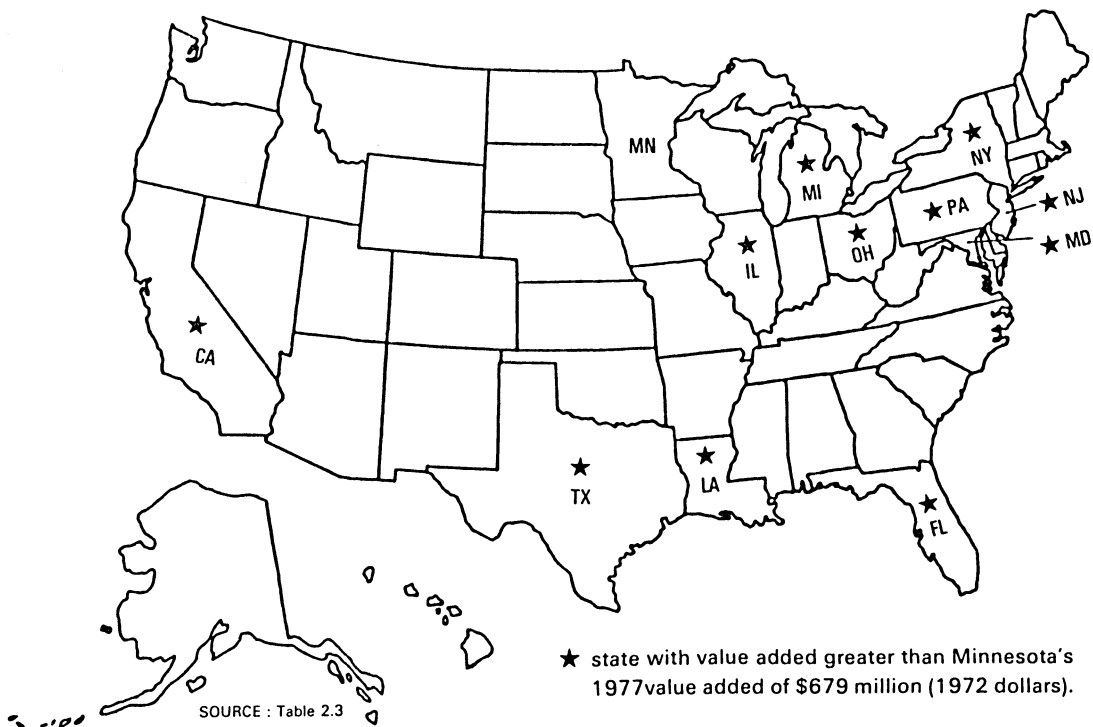 MN
NY
MI
★ NJ
★ PA
★ MD
OH
IL
CA
TX
LA
FL
★ state with value added greater than Minnesota's
1977value added of $679 million (1972 dollars).
SOURCE : Table 2.3